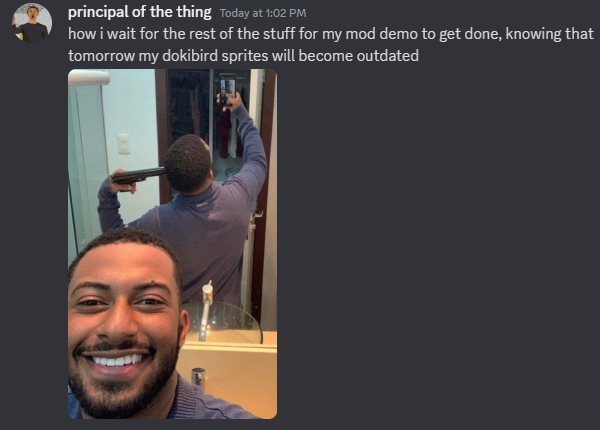 principal of the thing Today at 1:02 PM
how i wait for the rest of the stuff for my mod demo to get done, knowing that
tomorrow my dokibird sprites will become outdated